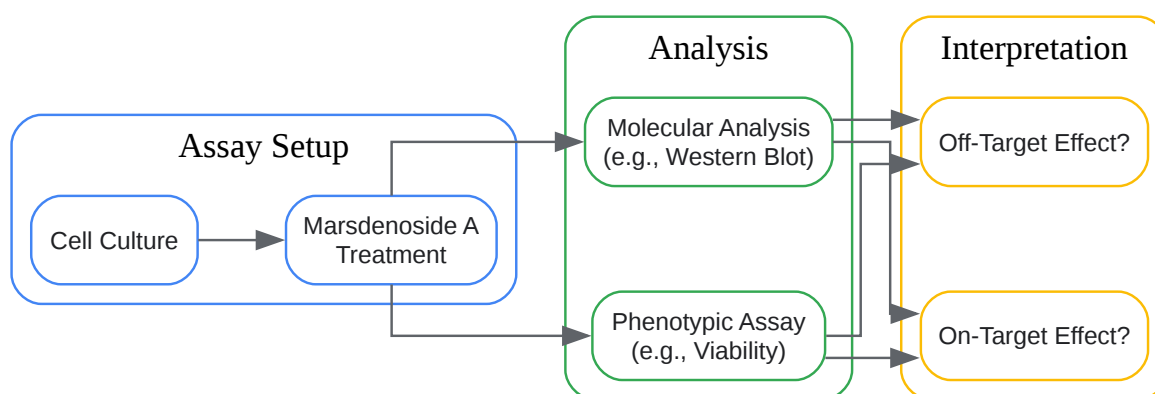 Assay Setup
Cell Culture
Marsdenoside A
Treatment
Analysis
Molecular Analysis
(e.g., Western Blot)
Phenotypic Assay
(e.g., Viability)
Interpretation
Off-Target Effect?
On-Target Effect?